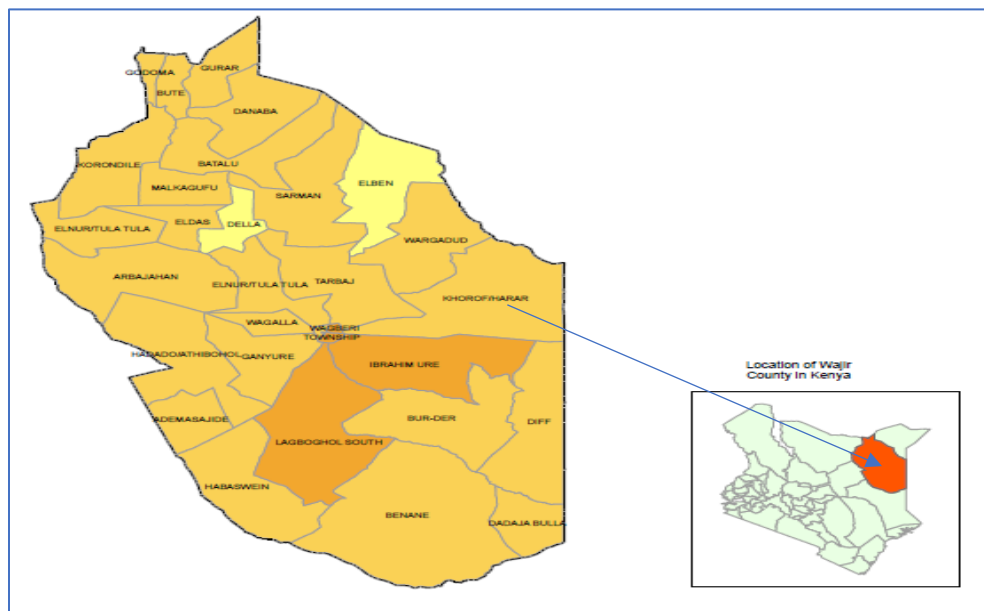 GODOMA
GURAR
BUTE
DANABA
KORONDILE
BATALU
MALKAGUFU
ELBEN
SARMAN
ELDAS
DELLA
ELNUR/TULA TULA
WARGADUD
ARBAJAHAN
ELNUR/TULA TULA
TARBAJ
KHOROF/HARAR
WAGALLA
WAGBERI
TOWNSHIP
HADADO/ATHIBOHOL
GANYURE
IBRAHIM URE
ADEMASAJIDE
BUR-DER
DIFF
LAGBOGHOL SOUTH
HABASWEIN
BENANE
DADAJA BULLA
Location of Wajir
County in Kenya